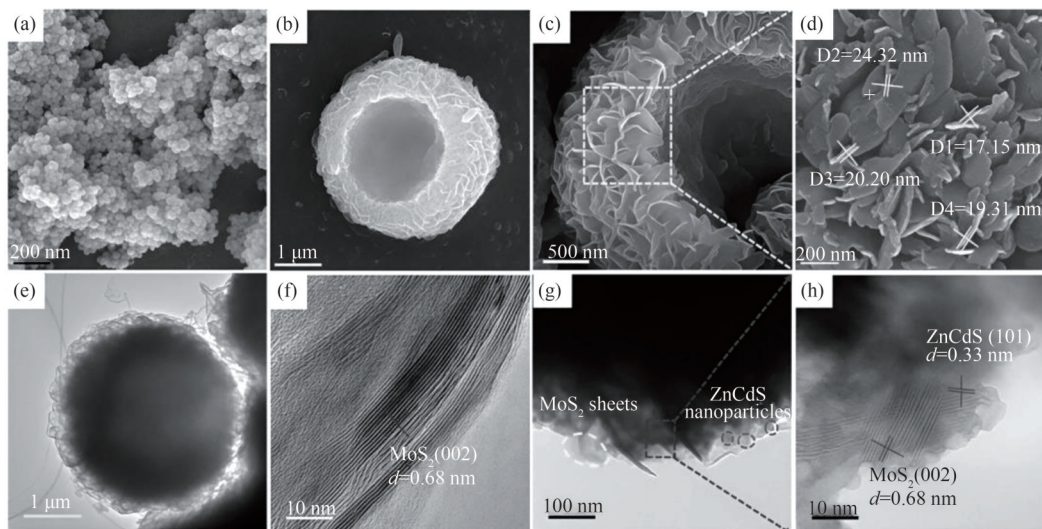 (a)
200 nm
(b)
1 μm
(c)
500 nm
(d)
D2=24.32 nm
D1=17.15 nm
D3=20.20 nm
D4=19.31 nm
200 nm
(e)
1 μm
(f)
MoS₂(002)
d=0.68 nm
10 nm
(g)
MoS₂ sheets
ZnCdS
nanoparticles
100 nm
(h)
ZnCdS (101)
d=0.33 nm
MoS₂(002)
d=0.68 nm
10 nm